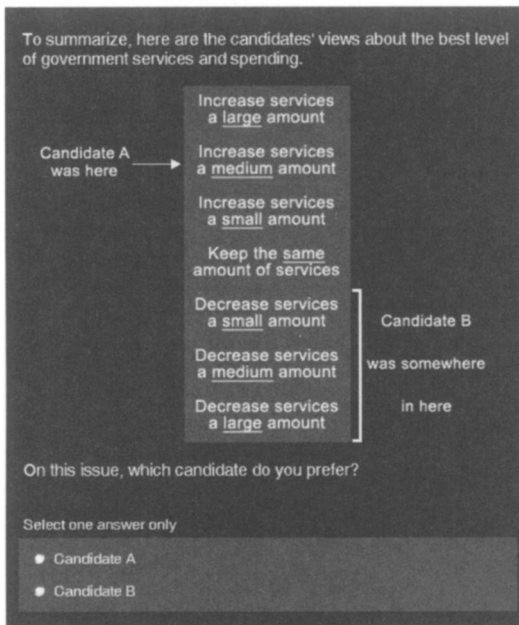 To summarize, here are the candidates' views about the best level
of government services and spending.
Increase services
a large amount
Candidate A
was here
Increase services
a medium amount
Increase services
a small amount
Keep the same
amount of services
Decrease services
a small amount
Candidate B
Decrease services
a medium amount
was somewhere
Decrease services
a large amount
in here
On this issue, which candidate do you prefer?
Select one answer only
Candidate A
Candidate B